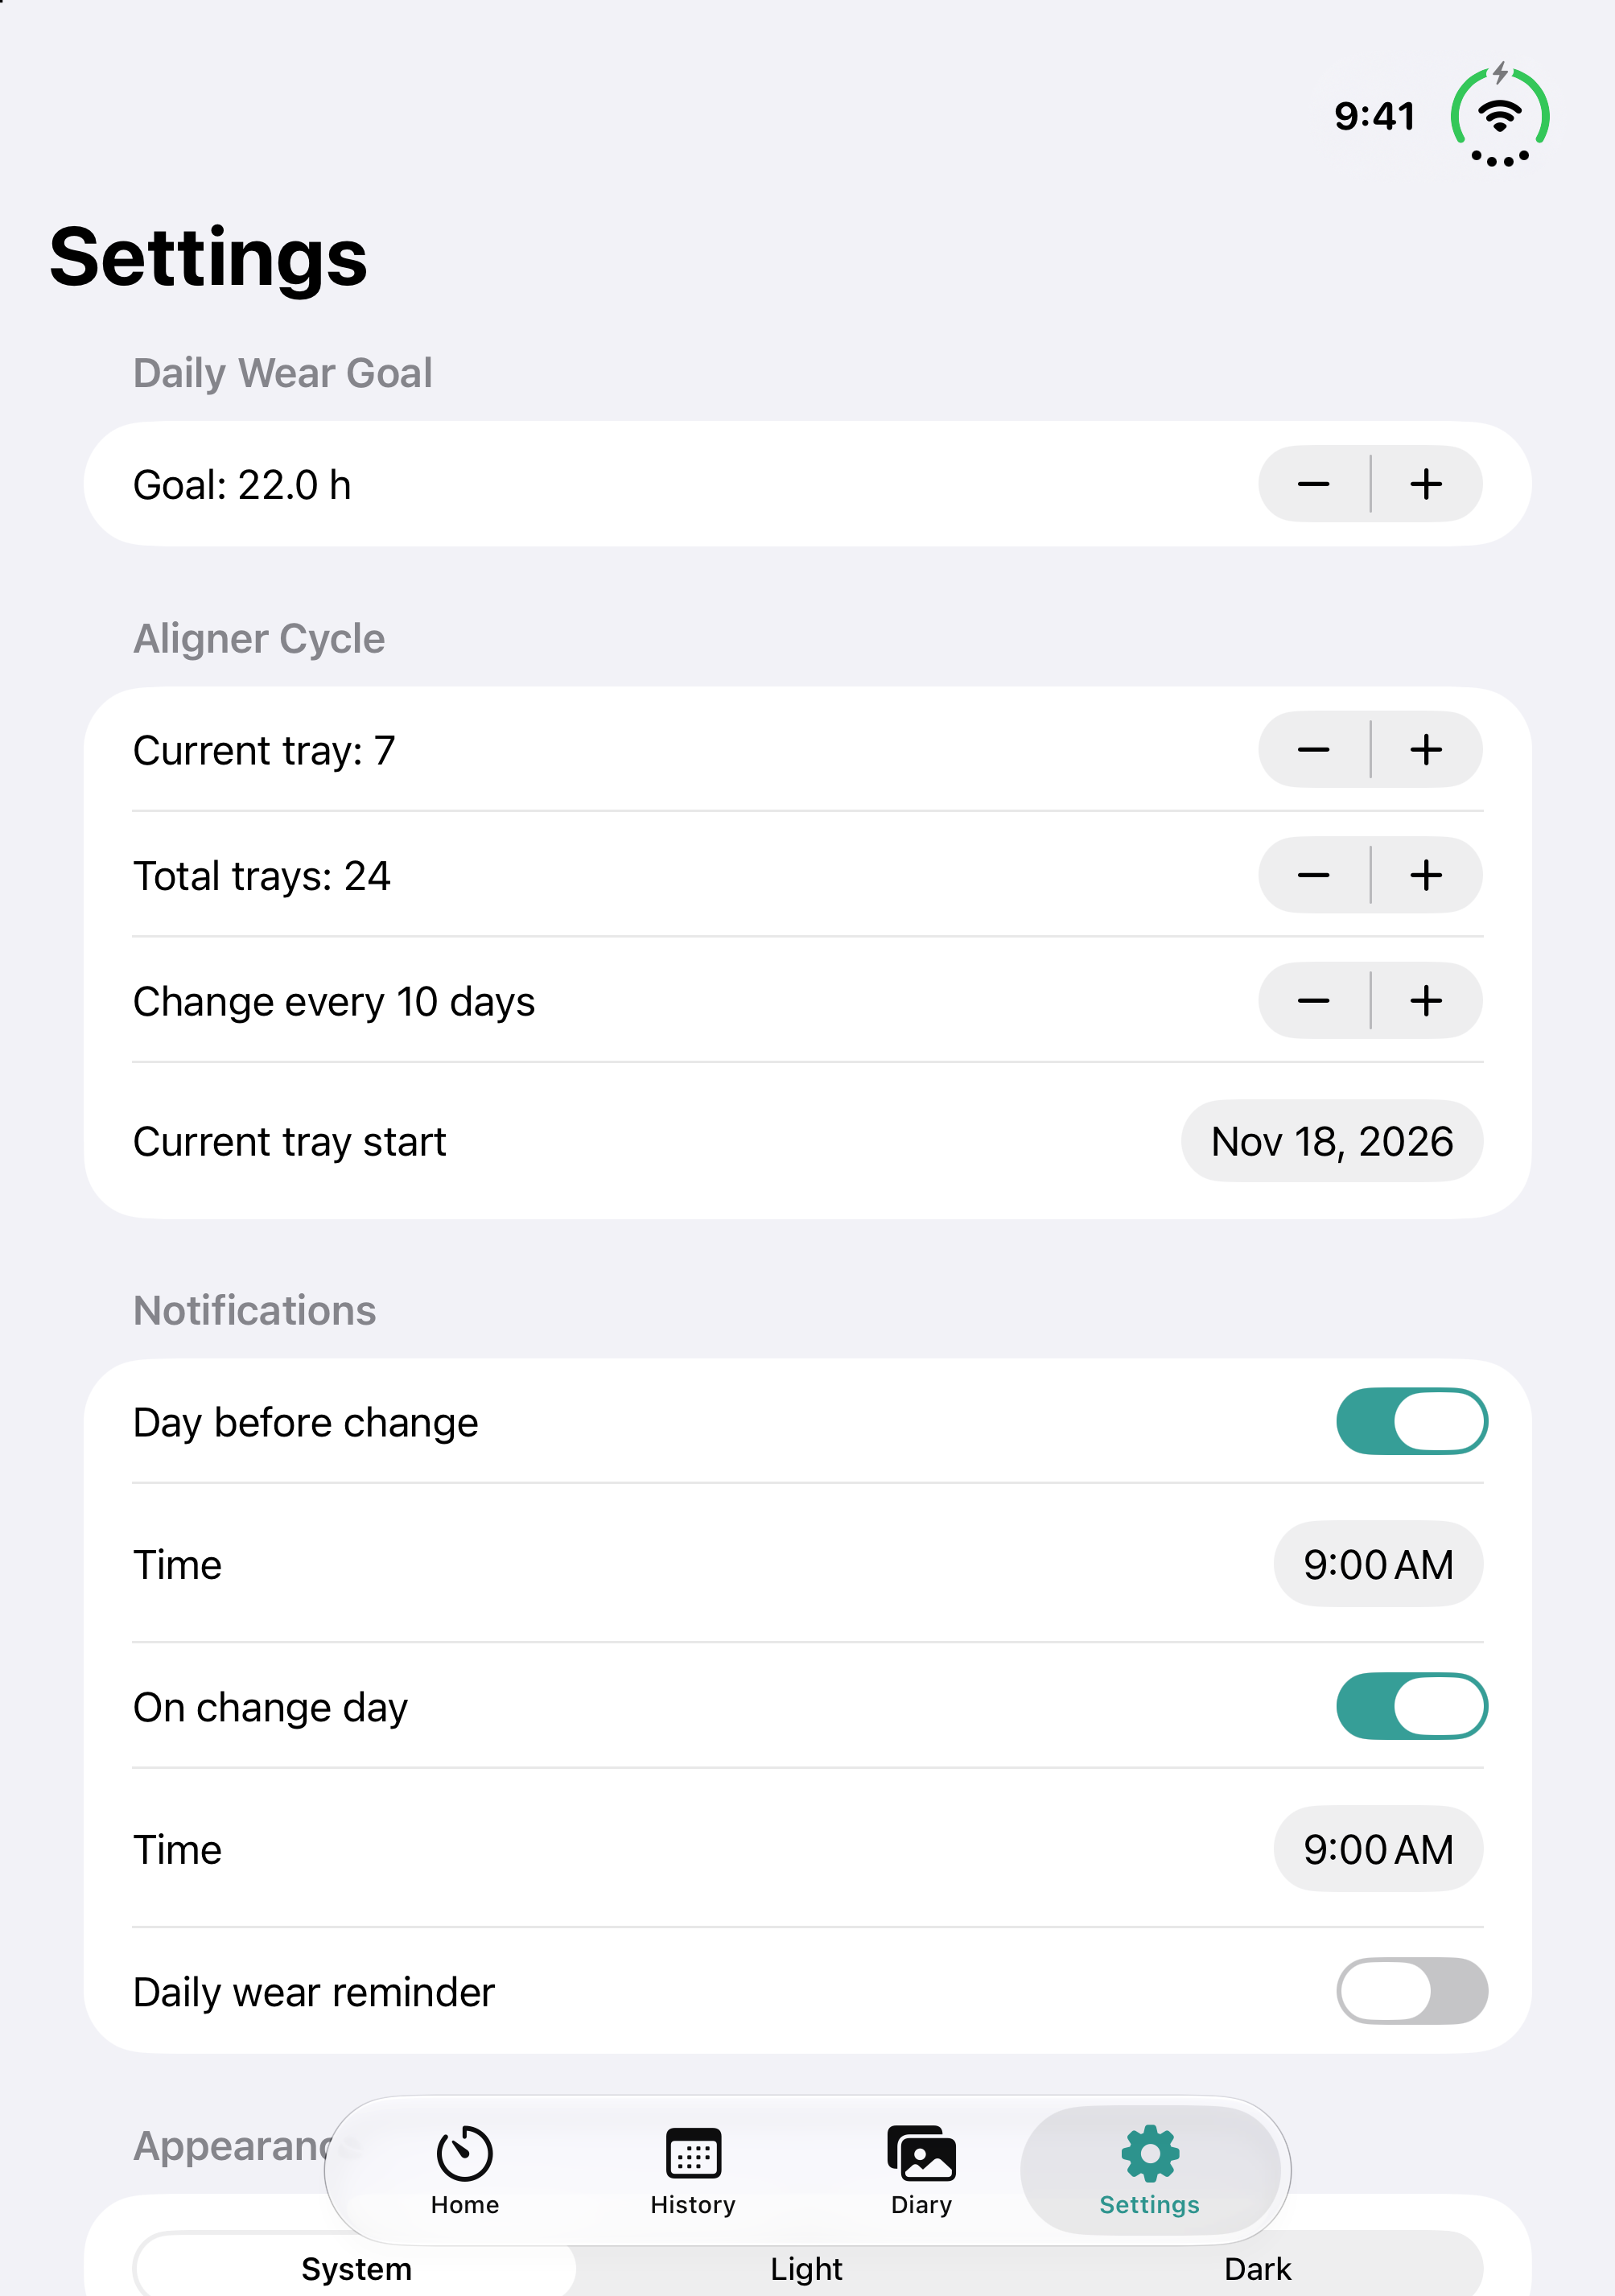 9:41
Settings
Daily Wear Goal
Goal: 22.0 h
Aligner Cycle
Current tray: 7
Total trays: 24
Change every 10 days
Current tray start
Nov 18, 2026
Notifications
Day before change
Time
9:00 AM
On change day
Time
9:00 AM
Daily wear reminder
Home
History
Diary
Settings
System
Light
Dark